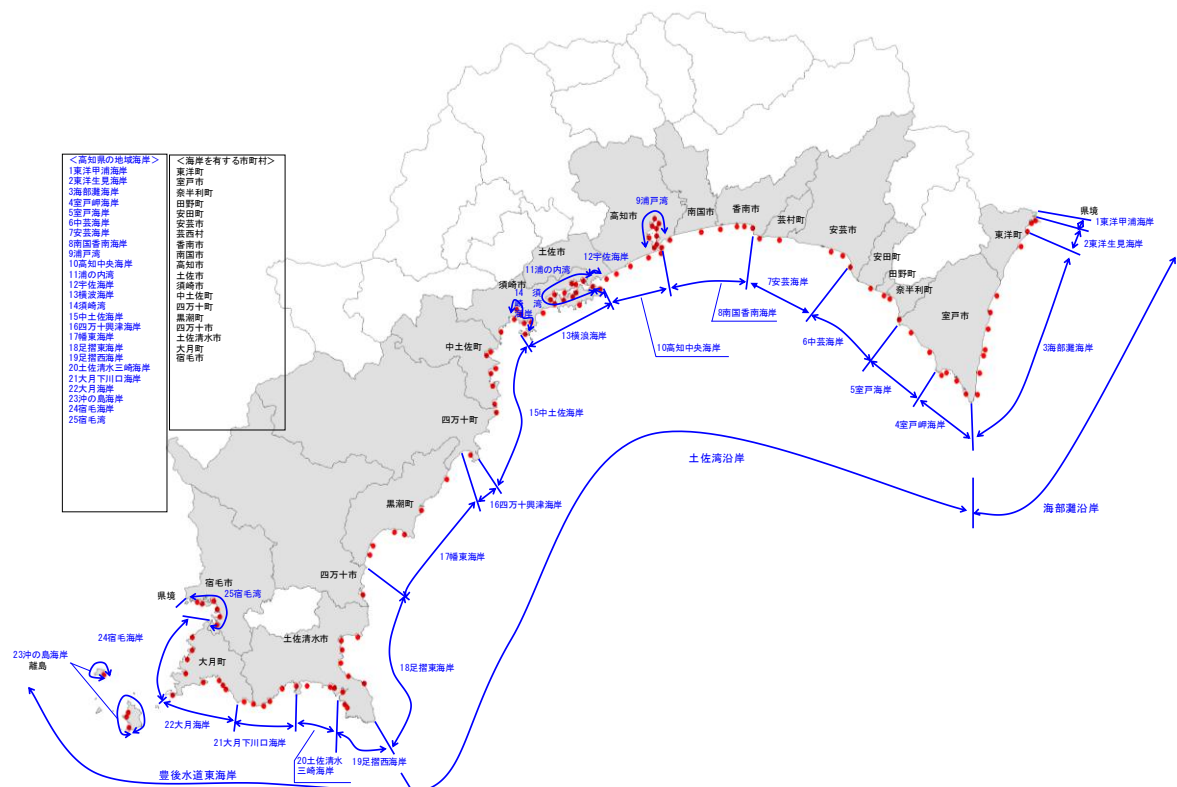 ＜高知県の地域海岸＞
1東洋甲浦海岸
2東洋生見海岸
3海部灘海岸
4室戸岬海岸
5室戸海岸
6中芸海岸
7安芸海岸
8南国香南海岸
9浦戸湾
10高知中央海岸
11浦の内湾
12宇佐海岸
13横波海岸
14須崎湾
15中土佐海岸
16四万十興津海岸
17幡東海岸
18足摺東海岸
19足摺西海岸
20土佐清水三崎海岸
21大月下川口海岸
22大月海岸
23沖の島海岸
24宿毛海岸
25宿毛湾
＜海岸を有する市町村＞
東洋町
室戸市
奈半利町
田野町
安田町
安芸市
芸西村
香南市
南国市
高知市
土佐市
須崎市
中土佐町
四万十町
黒潮町
四万十市
土佐清水市
大月町
宿毛市
9浦戸湾
高知市
南国市
香南市
芸村町
安芸市
安田町
田野町
奈半利町
室戸市
東洋町
県境
1東洋甲浦海岸
2東洋生見海岸
土佐市
12宇佐海岸
11浦の内湾
須崎市
14 須
湾
海岸
13横浪海岸
10高知中央海岸
8南国香南海岸
7安芸海岸
6中芸海岸
5室戸海岸
4室戸岬海岸
3海部灘海岸
中土佐町
15中土佐海岸
四万十町
土佐湾沿岸
海部灘沿岸
黒潮町
16四万十興津海岸
17幡東海岸
四万十市
宿毛市
県境
25宿毛湾
土佐清水市
24宿毛海岸
大月町
23沖の島海岸
離島
18足摺東海岸
22大月海岸
21大月下川口海岸
20土佐清水
三崎海岸
19足摺西海岸
豊後水道東海岸